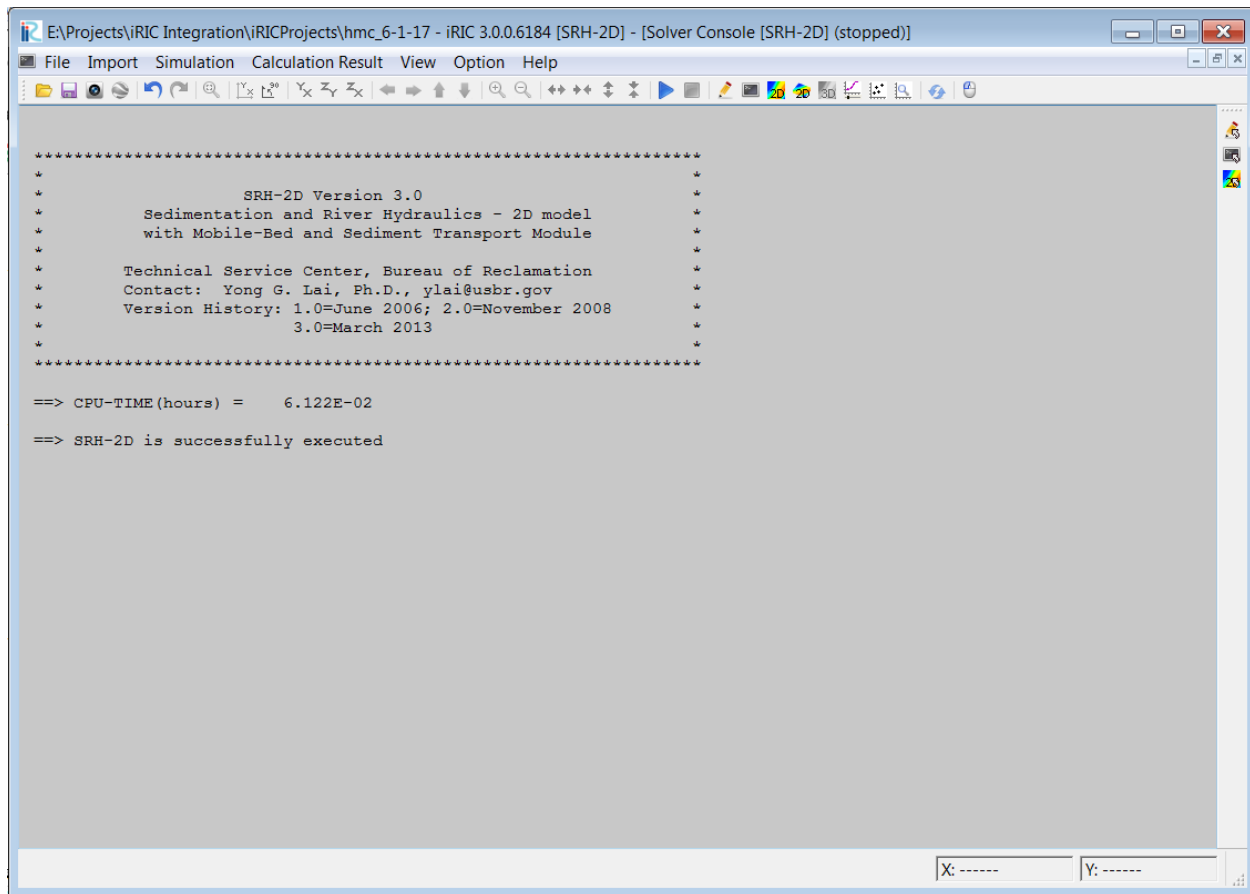 E:\Projects\iRIC Integration\iRICProjects\hmc_6-1-17 - iRIC 3.0.0.6184 [SRH-2D] - [Solver Console [SRH-2D] (stopped)]
File Import Simulation Calculation Result View Option Help
*******************************************************************
* *
* SRH-2D Version 3.0 *
* Sedimentation and River Hydraulics - 2D model *
* with Mobile-Bed and Sediment Transport Module *
* *
* Technical Service Center, Bureau of Reclamation *
* Contact: Yong G. Lai, Ph.D., ylai@usbr.gov *
* Version History: 1.0=June 2006; 2.0=November 2008 *
* 3.0=March 2013 *
* *
*******************************************************************
==> CPU-TIME(hours) = 6.122E-02
==> SRH-2D is successfully executed
X: ------ Y: ------